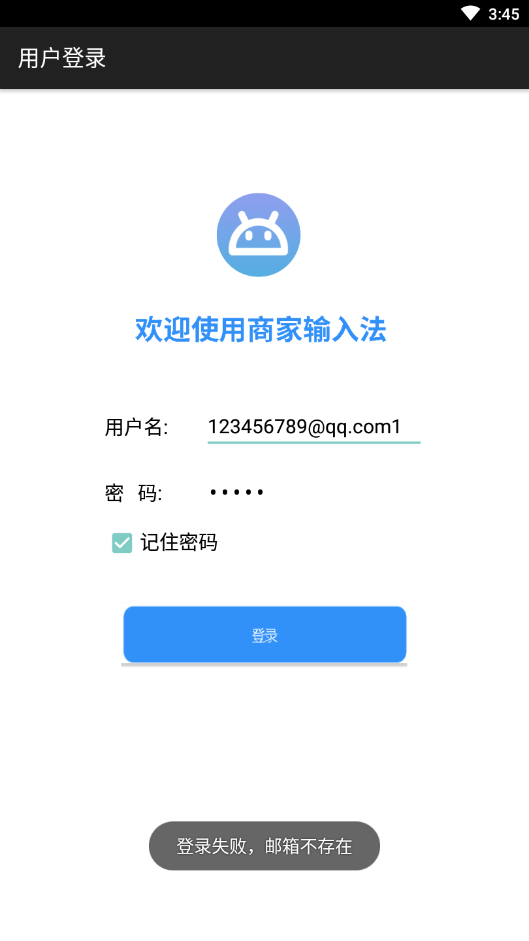 3:45
用户登录
欢迎使用商家输入法
用户名: 123456789@qq.com1
密 码: •••••
记住密码
登录
登录失败，邮箱不存在